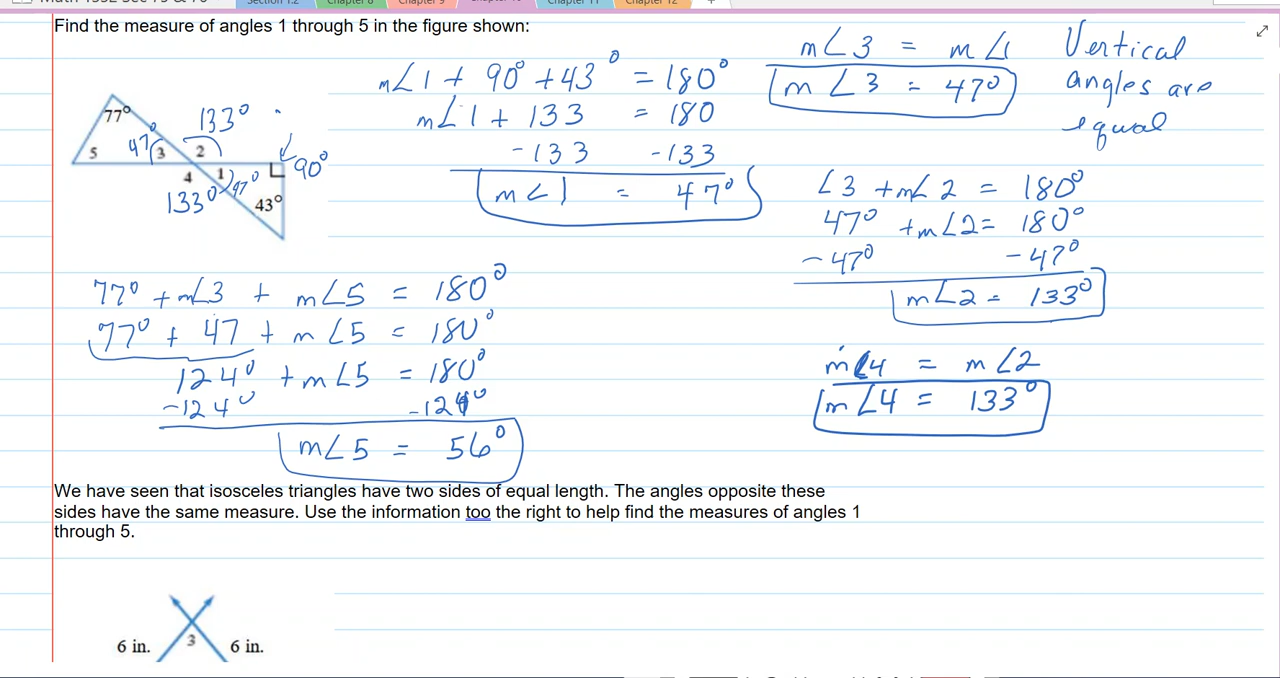 Find the measure of angles 1 through 5 in the figure shown:
77°
5
47°
3
133°
2
4
1
47°
133°
90°
43°
m∠1 + 90° + 43° = 180°
m∠1 + 133 = 180
-133 -133
m∠1 = 47°
m∠3 = m∠1
m∠3 = 47°
Vertical
angles are
equal
∠3 + m∠2 = 180°
47° + m∠2 = 180°
-47° -47°
m∠2 = 133°
77° + m∠3 + m∠5 = 180°
77° + 47 + m∠5 = 180°
124° + m∠5 = 180°
-124° -124°
m∠5 = 56°
m∠4 = m∠2
m∠4 = 133°
We have seen that isosceles triangles have two sides of equal length. The angles opposite these
sides have the same measure. Use the information too the right to help find the measures of angles 1
through 5.
6 in. 3 6 in.